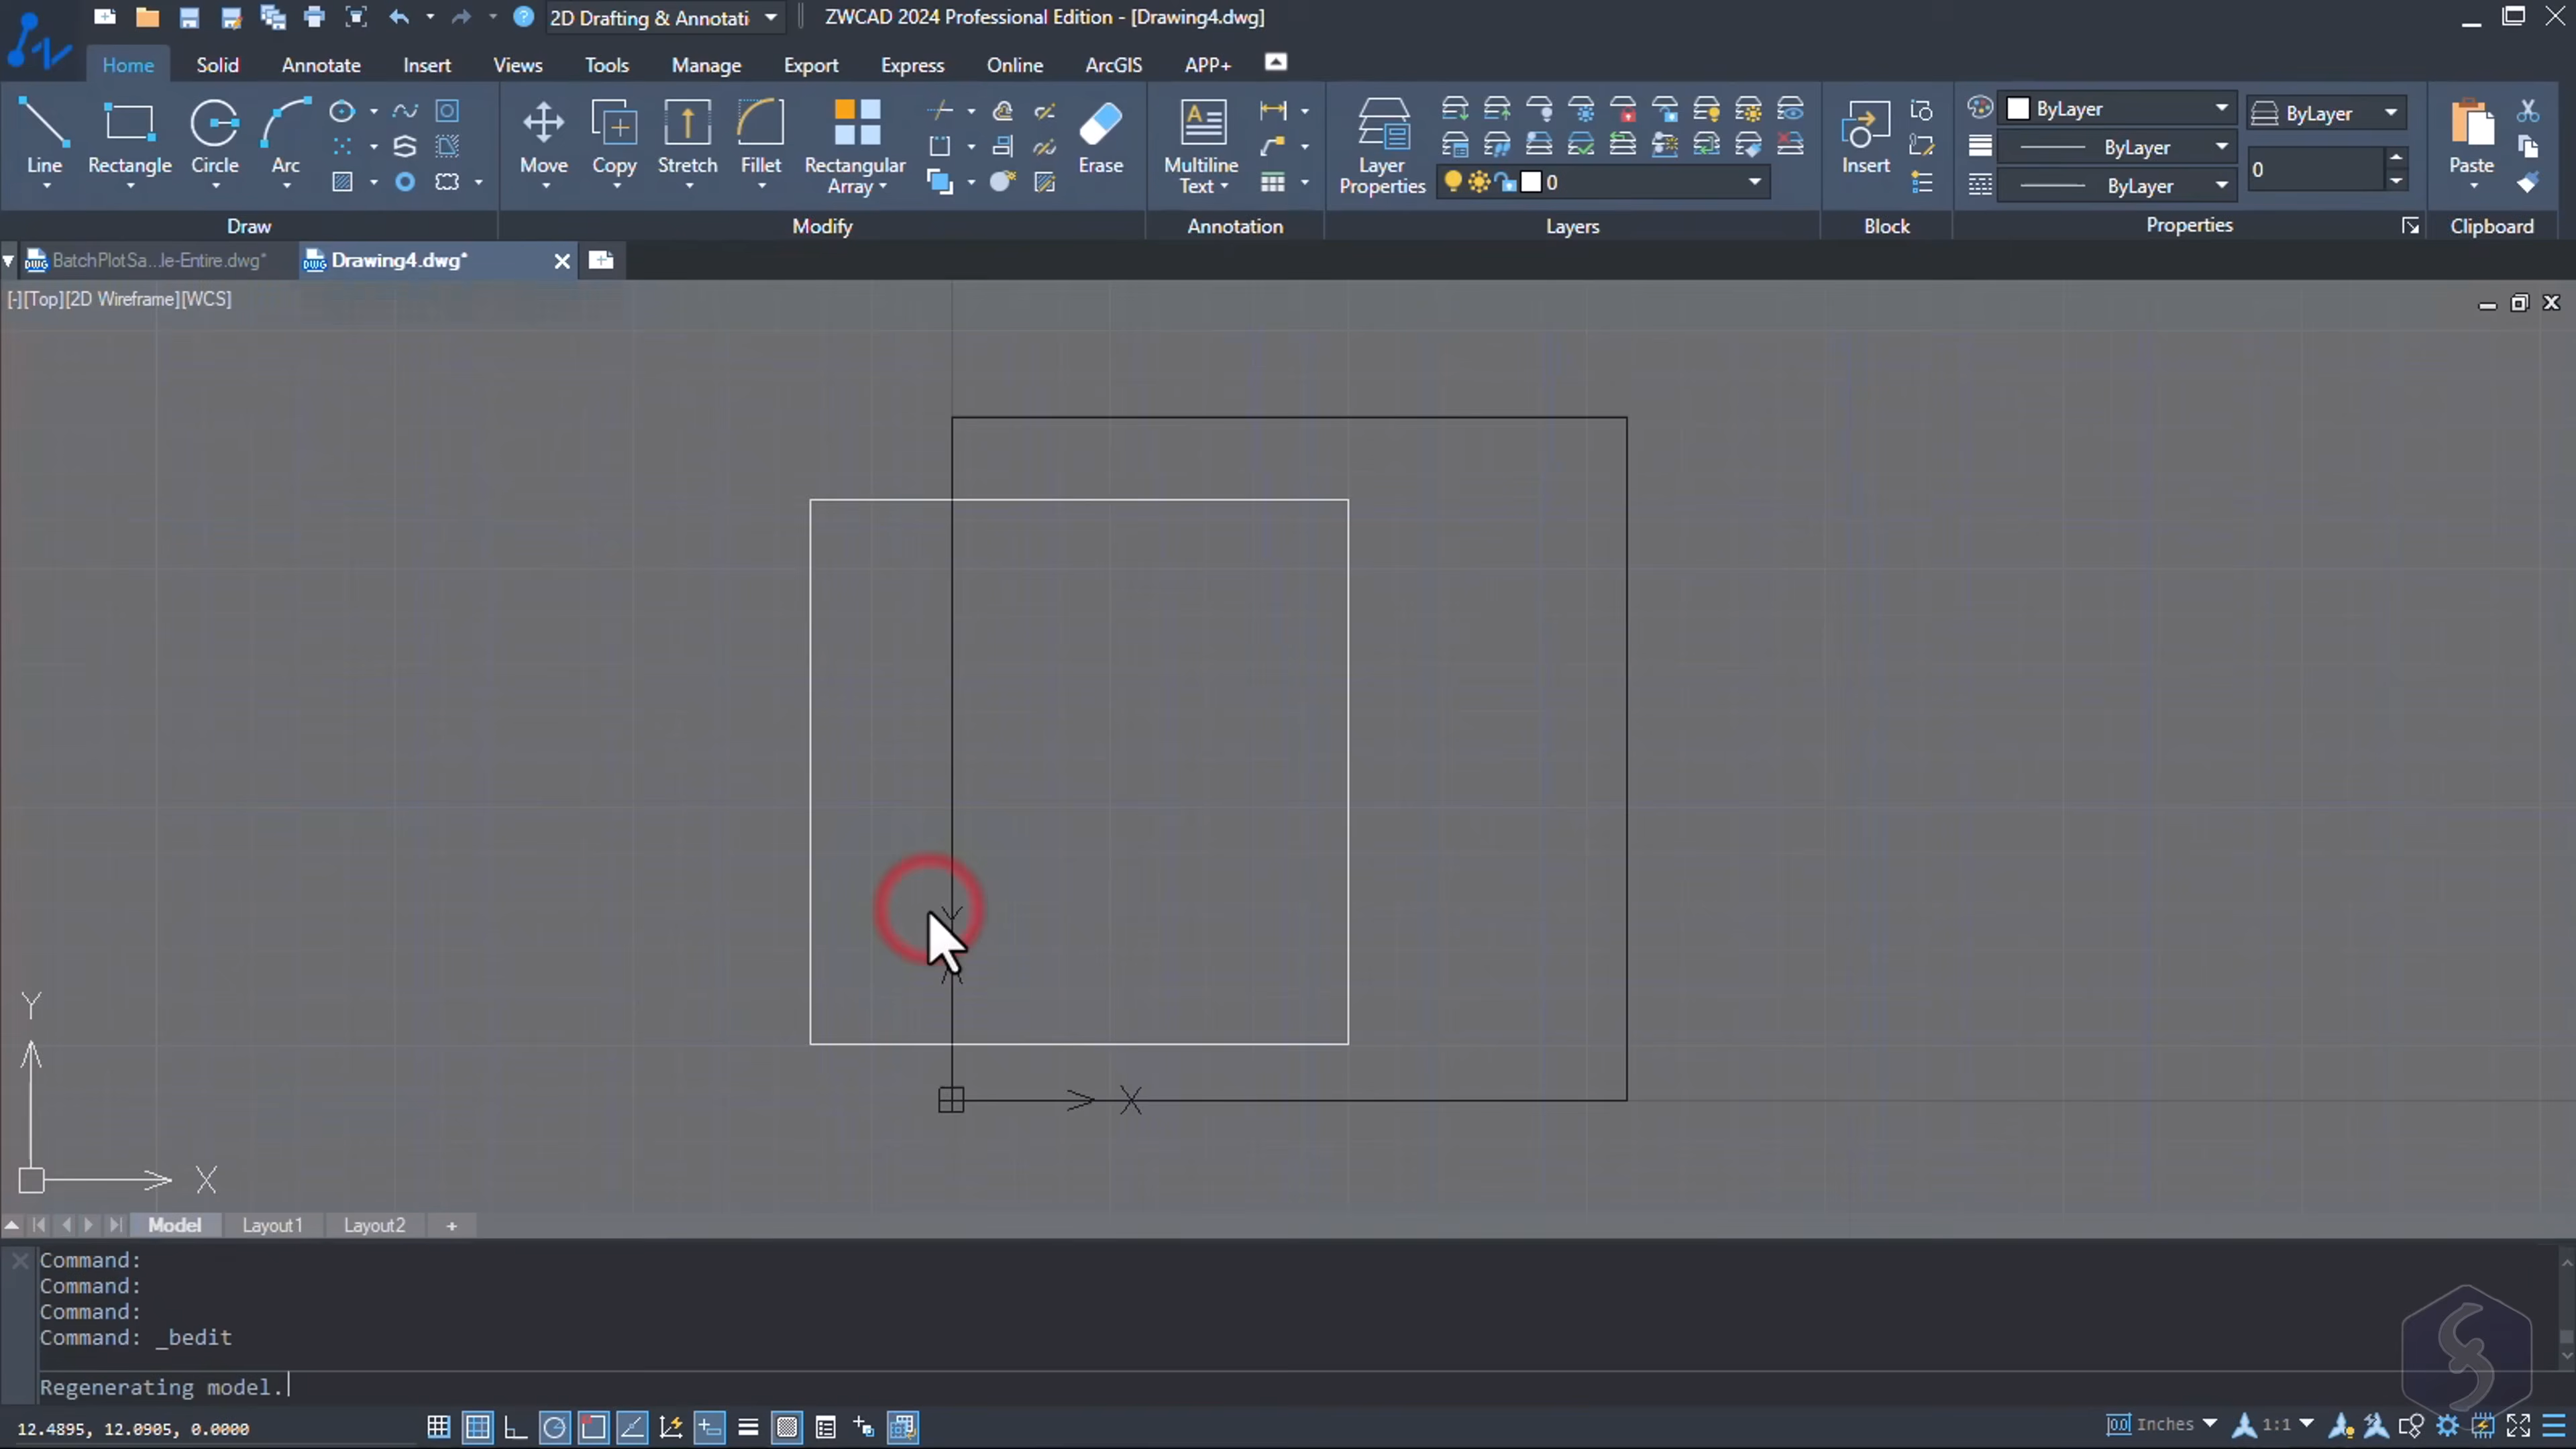 2D Drafting & Annotati
ZWCAD 2024 Professional Edition - [Drawing4.dwg]
Home Solid Annotate Insert Views Tools Manage Export Express Online ArcGIS APP+
Line Rectangle Circle Arc
Move Copy Stretch Fillet Rectangular Array Erase
Multiline Text
Layer Properties
0
Insert
ByLayer
ByLayer
ByLayer
ByLayer
0
Paste
Draw Modify Annotation Layers Block Properties Clipboard
BatchPlotSa...le-Entire.dwg*
Drawing4.dwg*
[-][Top][2D Wireframe][WCS]
Y
X
Y
X
Model Layout1 Layout2 +
Command:
Command:
Command:
Command: _bedit
Regenerating model.
12.4895, 12.0905, 0.0000
Inches
1:1